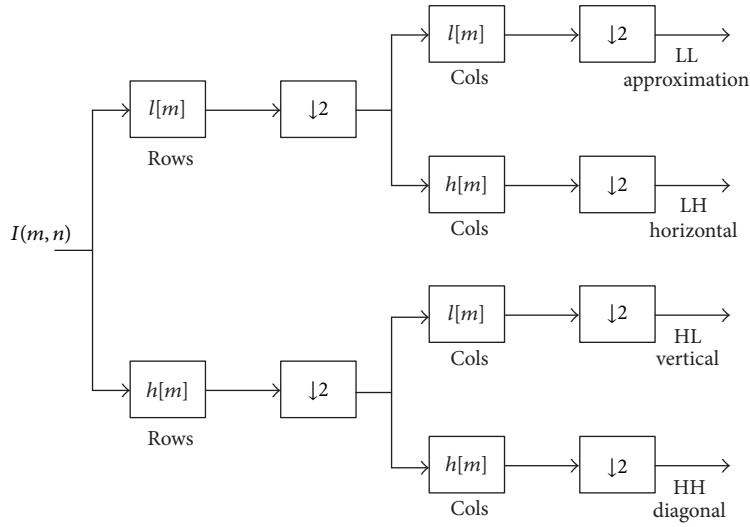 l[m]
↓2
LL
Cols
approximation
l[m]
↓2
Rows
h[m]
↓2
LH
Cols
horizontal
I(m, n)
l[m]
↓2
HL
Cols
vertical
h[m]
↓2
Rows
h[m]
↓2
HH
Cols
diagonal